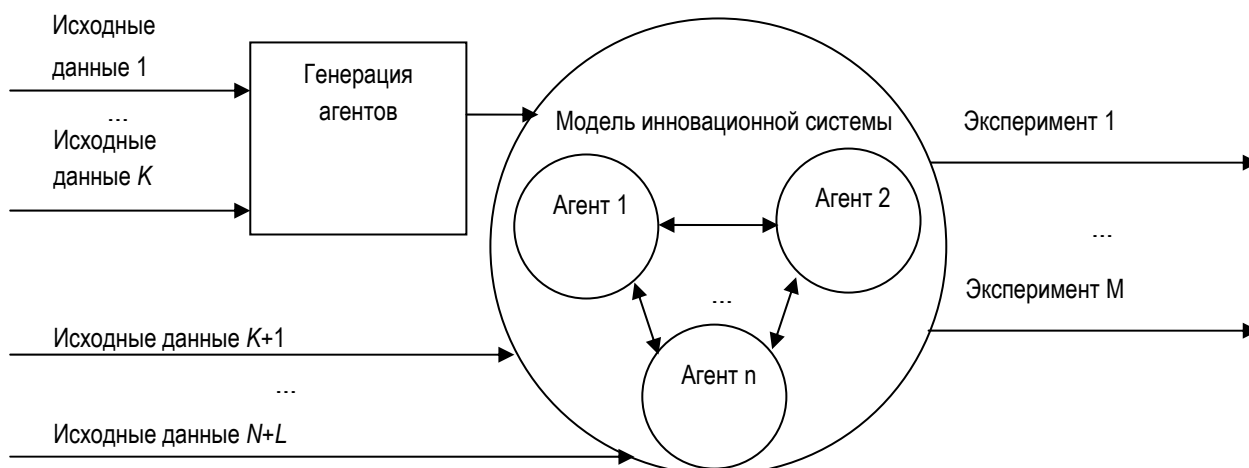 Исходные
данные 1
...
Исходные
данные K
Генерация
агентов
Модель инновационной системы
Агент 1
Агент 2
...
Агент n
Эксперимент 1
...
Эксперимент M
Исходные данные K+1
...
Исходные данные N+L